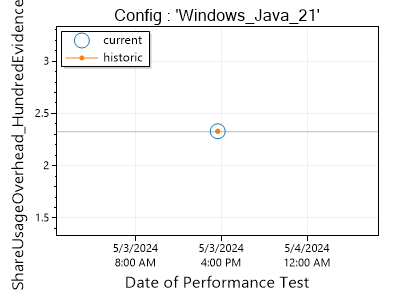 Config : 'Windows_Java_21'
current
historic
ShareUsageOverhead_HundredEvidence
3
2.5
2
1.5
5/3/2024 5/3/2024 5/4/2024
8:00 AM 4:00 PM 12:00 AM
Date of Performance Test